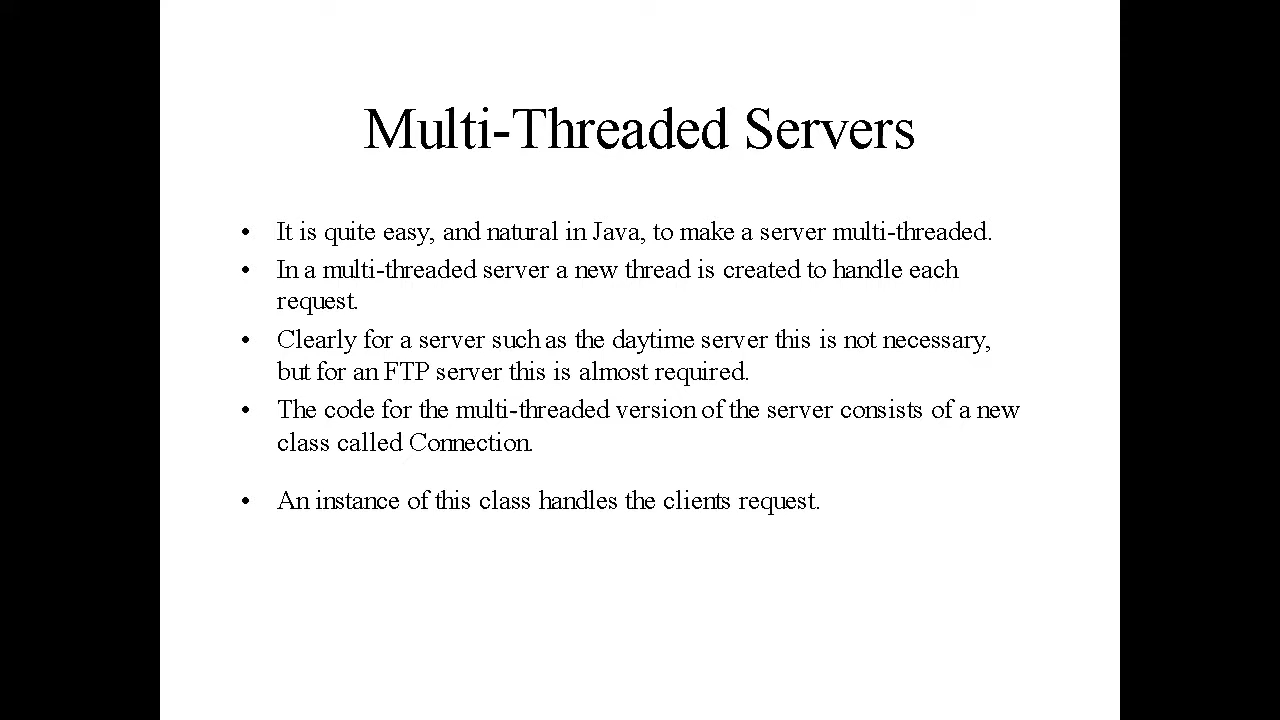 Multi-Threaded Servers
• It is quite easy, and natural in Java, to make a server multi-threaded.
• In a multi-threaded server a new thread is created to handle each
request.
• Clearly for a server such as the daytime server this is not necessary,
but for an FTP server this is almost required.
• The code for the multi-threaded version of the server consists of a new
class called Connection.
• An instance of this class handles the clients request.